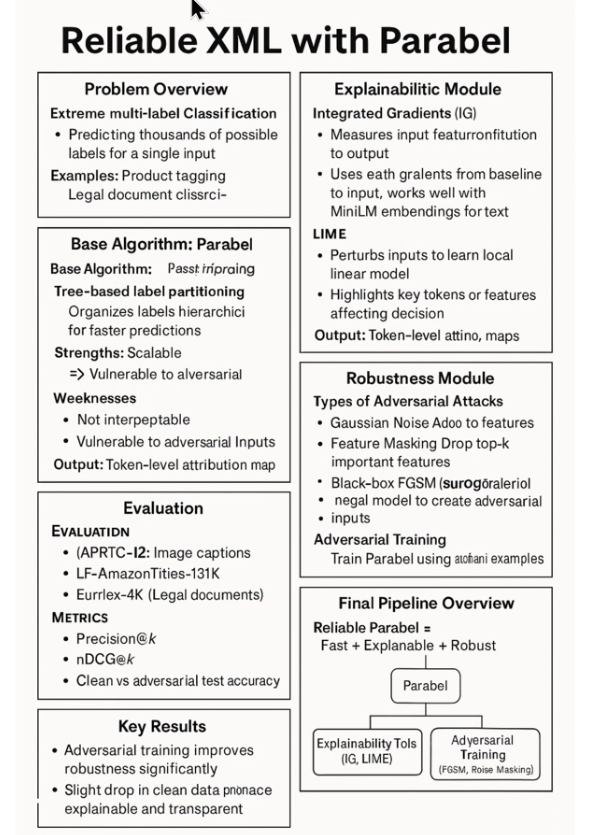 Reliable XML with Parabel
Problem Overview
Extreme multi-label Classification
• Predicting thousands of possible
labels for a single input
Examples: Product tagging
Legal document clissrci-
Base Algorithm: Parabel
Base Algorithm:
Tree-based label partitioning
Organizes labels hierarchici
for faster predictions
Strengths: Scalable
=> Vulnerable to alversarial
Weeknesses
• Not interpeptable
• Vulnerable to adversarial Inputs
Output: Token-level attribution map
Evaluation
EVALUATION
• (APRTC-I2: Image captions
• LF-AmazonTities-131K
• Eurrlex-4K (Legal documents)
METRICS
• Precision@k
• nDCG@k
• Clean vs adversarial test accuracy
Key Results
• Adversarial training improves
robustness significantly
• Slight drop in clean data
explainable and transparent
Explainabilitic Module
Integrated Gradients (IG)
• Measures input featurronfitution
to output
• Uses eath gralents from baseline
to input, works well with
MiniLM embendings for text
LIME
• Perturbs inputs to learn local
linear model
• Highlights key tokens or features
affecting decision
Output: Token-level attino, maps
Robustness Module
Types of Adversarial Attacks
• Gaussian Noise Adoo to features
• Feature Masking Drop top-k
important features
• Black-box FGSM
• negal model to create adversarial
• inputs
Adversarial Training
Train Parabel using examples
Final Pipeline Overview
Reliable Parabel =
Fast + Explanable + Robust
Parabel
Explainability Tols
(IG, LIME)
Adyersarial
Training
(FGSM, Roise Masking)